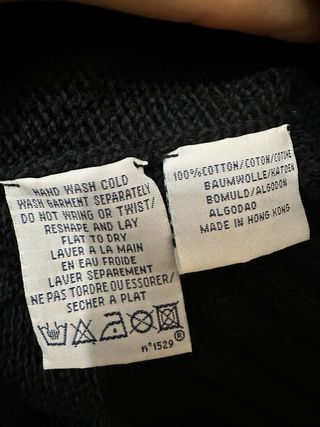 HAND WASH COLD
WASH GARMENT SEPARATELY
DO NOT WRING OR TWIST/
RESHAPE AND LAY
FLAT TO DRY
LAVER A LA MAIN
EN EAU FROIDE
LAVER SEPAREMENT
/NE PAS TORDRE OU ESSORER/
SECHER A PLAT
n°1529
100%COTTON/COTON/COTONE
BAUMWOLLE/KATOEN
BOMULD/ALGODON
ALGODAO
MADE IN HONG KONG